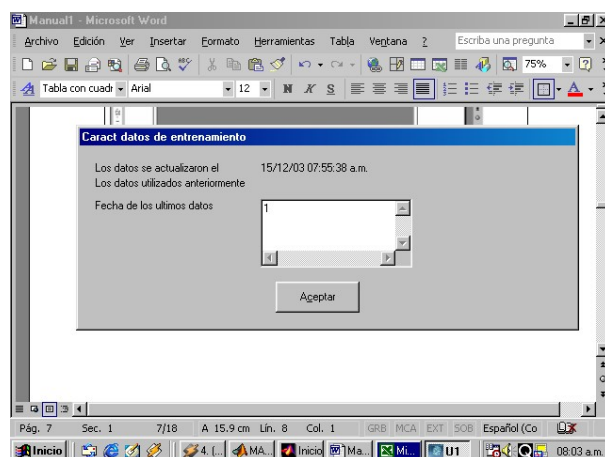 Manual1 - Microsoft Word
Archivo Edición Ver Insertar Formato Herramientas Tabla Ventana ? Escriba una pregunta
75%
Tabla con cuadr Arial 12 N K S
Caract datos de entrenamiento
Los datos se actualizaron el 15/12/03 07:55:38 a.m.
Los datos utilizados anteriormente
Fecha de los ultimos datos 1
Aceptar
Pág. 7 Sec. 1 7/18 A 15.9 cm Lín. 8 Col. 1 GRB MCA EXT SOB Español (Co
Inicio 4. (... MA... Inicio Ma... Mi... U1 08:03 a.m.